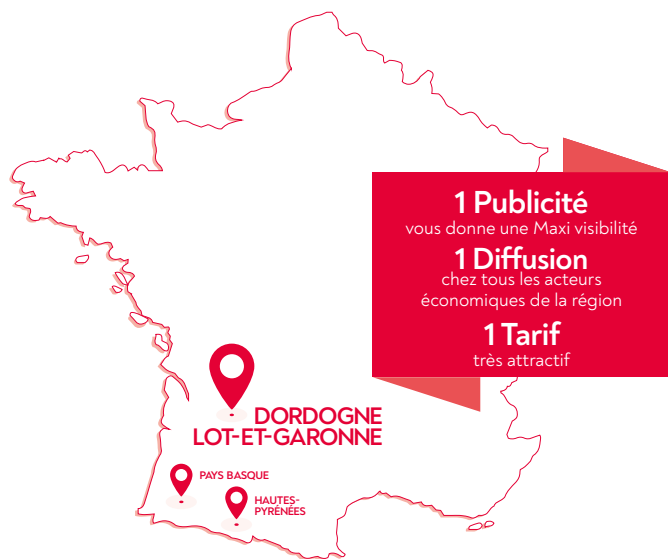 1 Publicité
vous donne une Maxi visibilité
1 Diffusion
chez tous les acteurs
économiques de la région
1 Tarif
très attractif
DORDOGNE
LOT-ET-GARONNE
PAYS BASQUE
HAUTES-
PYRÉNÉES